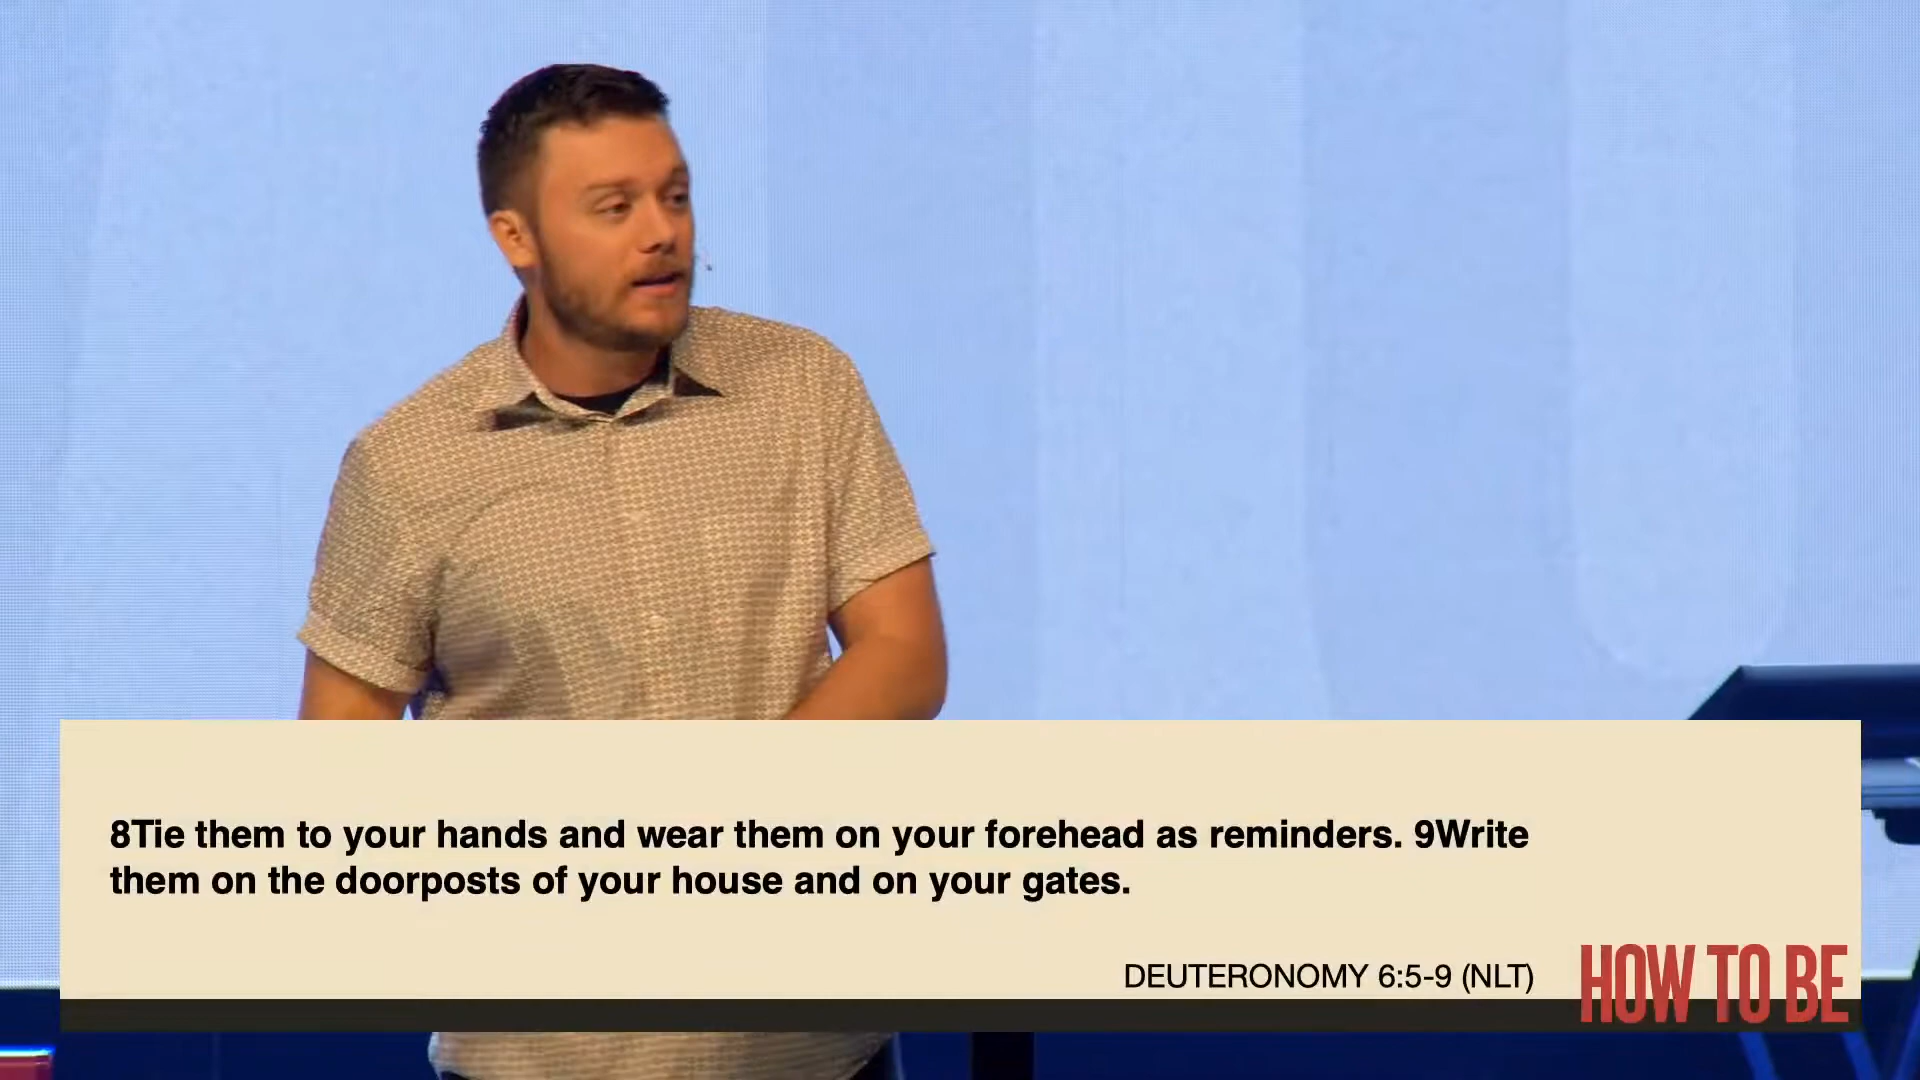 8Tie them to your hands and wear them on your forehead as reminders. 9Write
them on the doorposts of your house and on your gates.
DEUTERONOMY 6:5-9 (NLT)
HOW TO BE